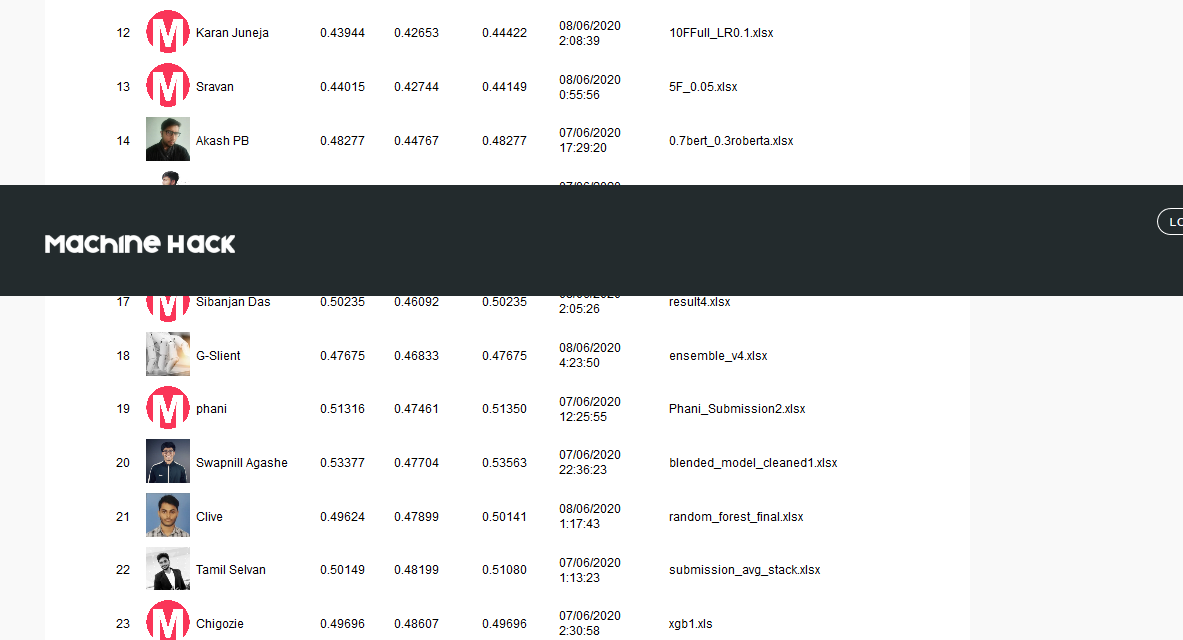 12 Karan Juneja 0.43944 0.42653 0.44422 08/06/2020 2:08:39 10FFull_LR0.1.xlsx
13 Sravan 0.44015 0.42744 0.44149 08/06/2020 0:55:56 5F_0.05.xlsx
14 Akash PB 0.48277 0.44767 0.48277 07/06/2020 17:29:20 0.7bert_0.3roberta.xlsx
Machine Hack
17 Sibanjan Das 0.50235 0.46092 0.50235 2:05:26 result4.xlsx
18 G-Slient 0.47675 0.46833 0.47675 08/06/2020 4:23:50 ensemble_v4.xlsx
19 phani 0.51316 0.47461 0.51350 07/06/2020 12:25:55 Phani_Submission2.xlsx
20 Swapnill Agashe 0.53377 0.47704 0.53563 07/06/2020 22:36:23 blended_model_cleaned1.xlsx
21 Clive 0.49624 0.47899 0.50141 08/06/2020 1:17:43 random_forest_final.xlsx
22 Tamil Selvan 0.50149 0.48199 0.51080 07/06/2020 1:13:23 submission_avg_stack.xlsx
23 Chigozie 0.49696 0.48607 0.49696 07/06/2020 2:30:58 xgb1.xls